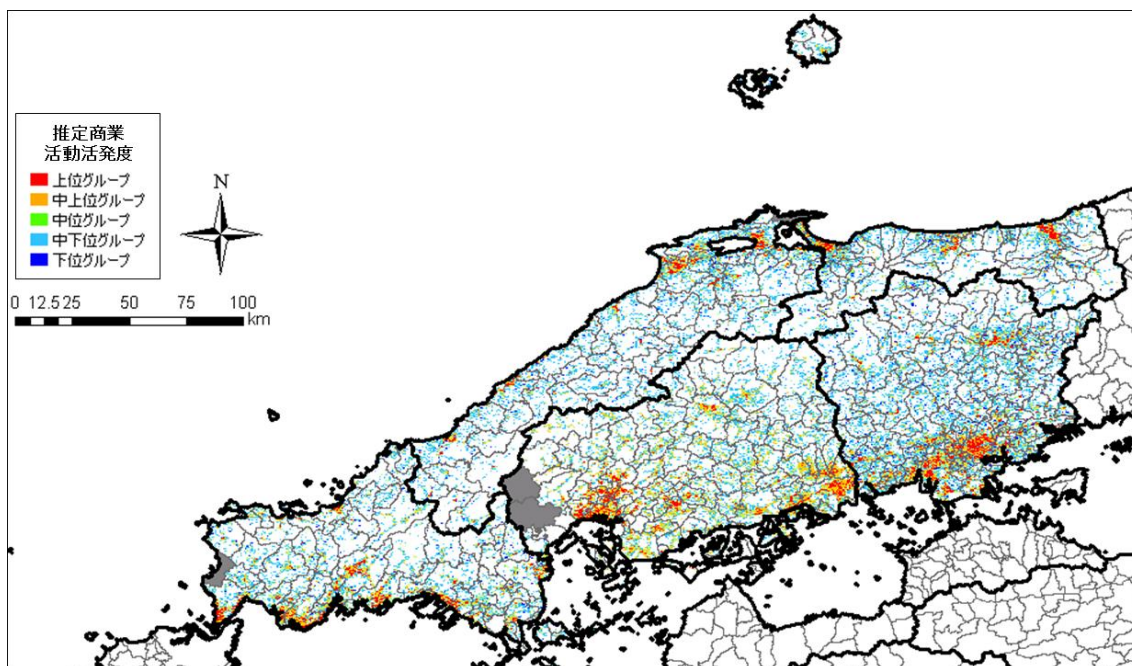 推定商業
活動活発度
上位グループ
中上位グループ
中位グループ
中下位グループ
下位グループ
N
0 12.5 25 50 75 100
km